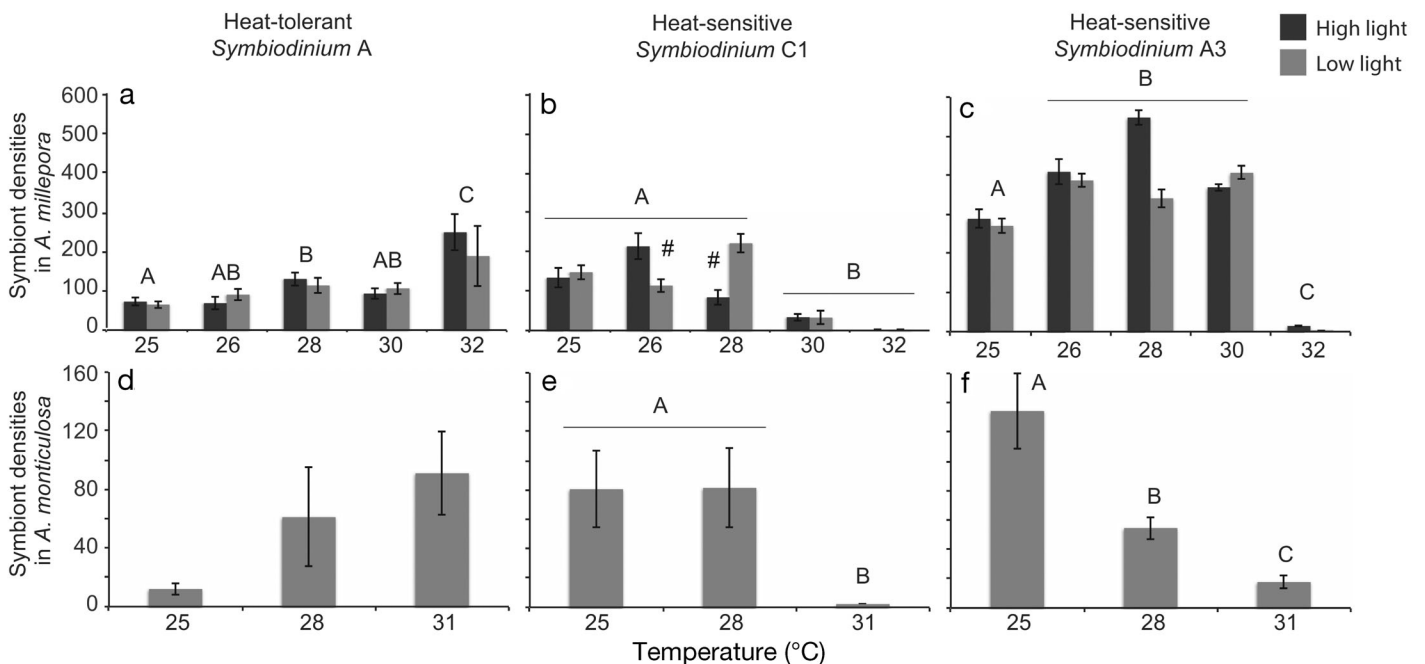 Heat-tolerant
Symbiodinium A
Heat-sensitive
Symbiodinium C1
Heat-sensitive
Symbiodinium A3
High light
Low light
Symbiont densities
in A. millepora
600
500
400
300
200
100
0
a
A
AB
B
AB
C
25
26
28
30
32
b
A
#
#
B
25
26
28
30
32
c
A
B
C
25
26
28
30
32
Symbiont densities
in A. monticulosa
160
120
80
40
0
d
25
28
31
e
A
B
25
28
31
f
A
B
C
25
28
31
Temperature (°C)